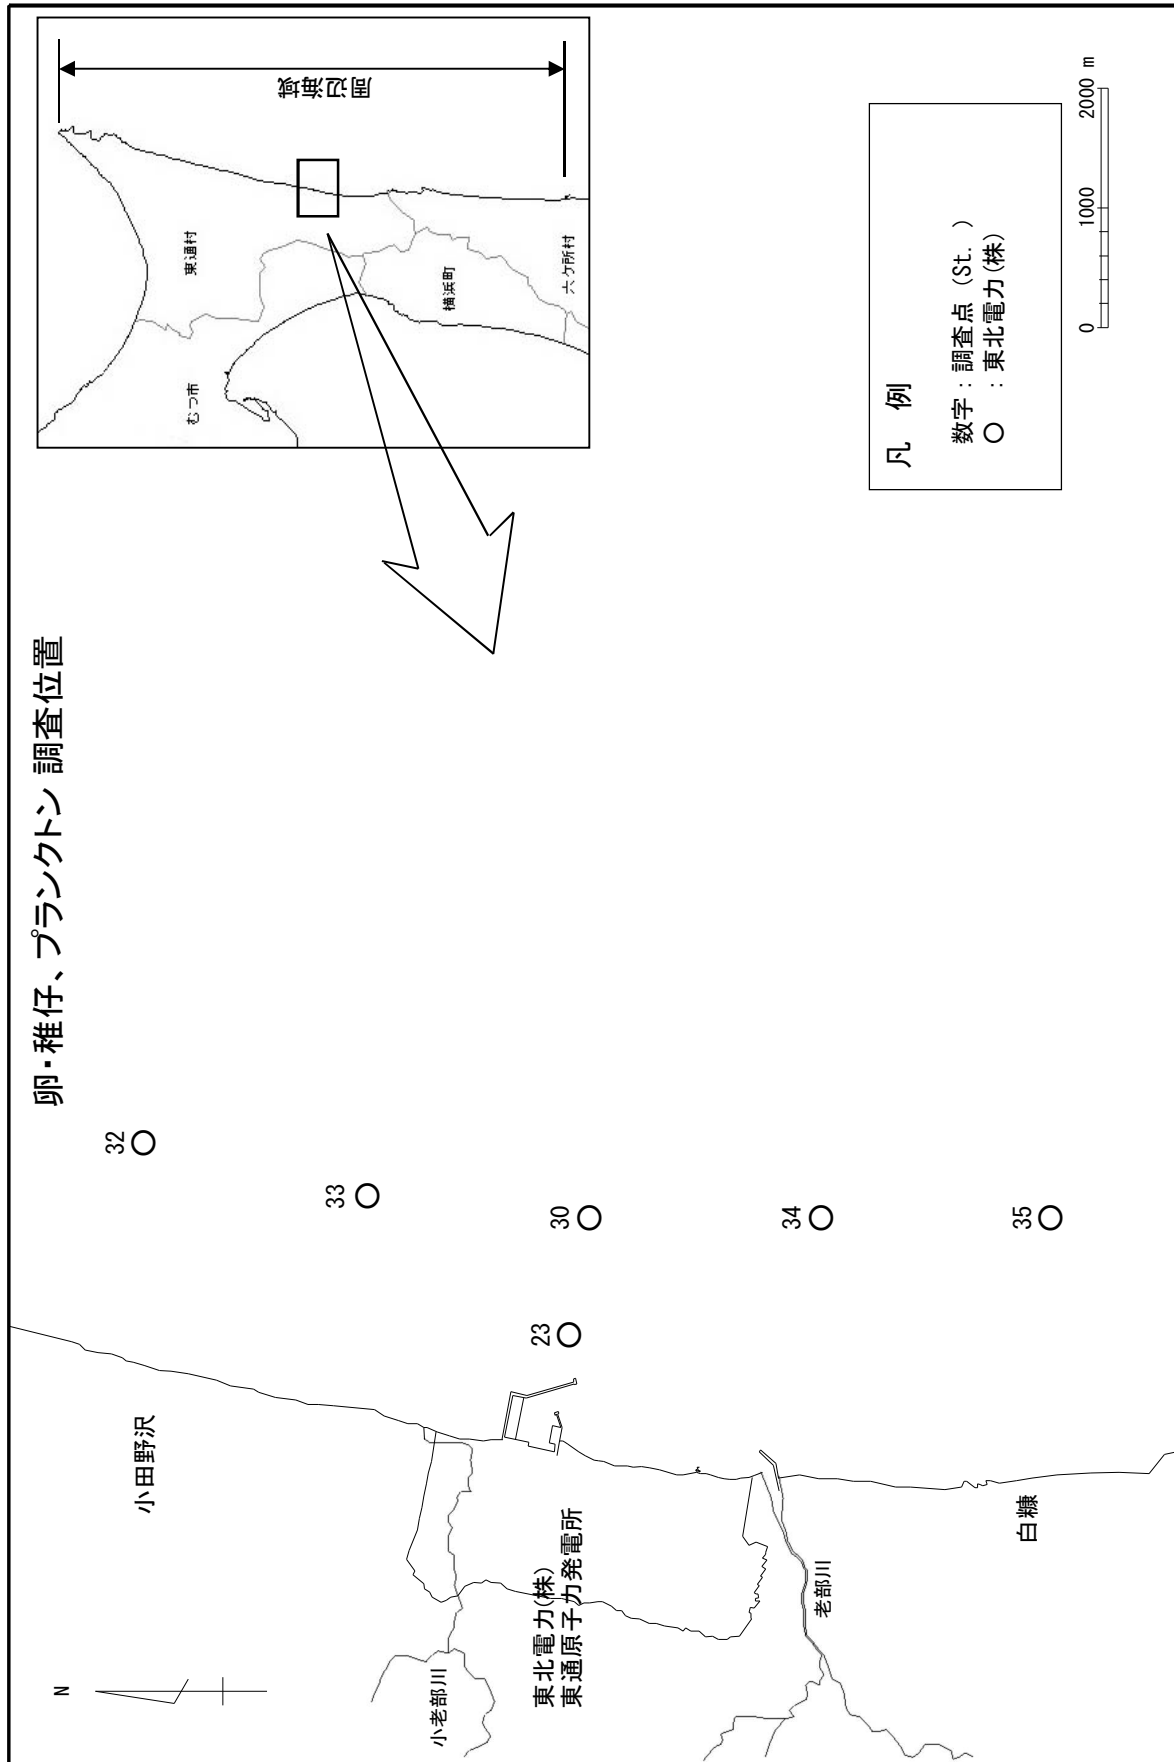 卵・稚仔、プランクトン 調査位置
周辺海域
東通村
むつ市
横浜町
六ケ所村
N
小田野沢
小老部川
東北電力(株)
東通原子力発電所
老部川
白糠
32
33
30
23
34
35
凡 例
数字：調査点 (St. )
○ ：東北電力(株)
0 1000 2000 m